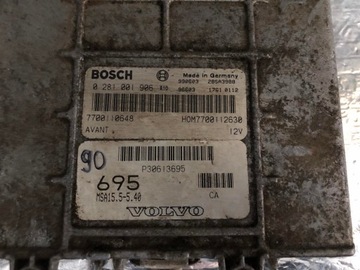 BOSCH Made in Germany
0 281 001 906
7700110648 HOM7700112630
AVANT. 12V
90
P30613695
695
MSA15.5-5.40 CA
VOLVO